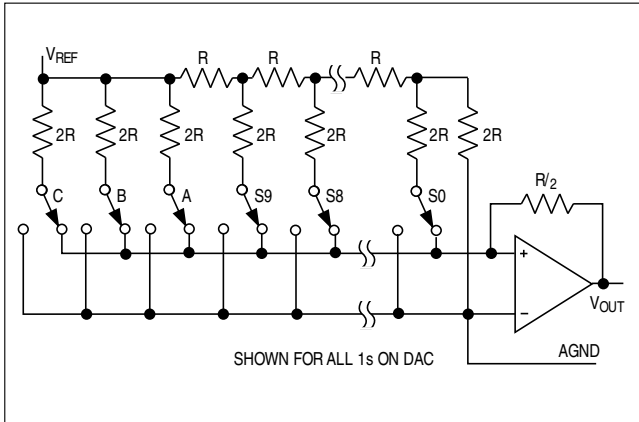 VREF
R R R
2R 2R 2R 2R 2R 2R 2R
C B A S9 S8 S0
R/2
+
−
VOUT
SHOWN FOR ALL 1s ON DAC
AGND